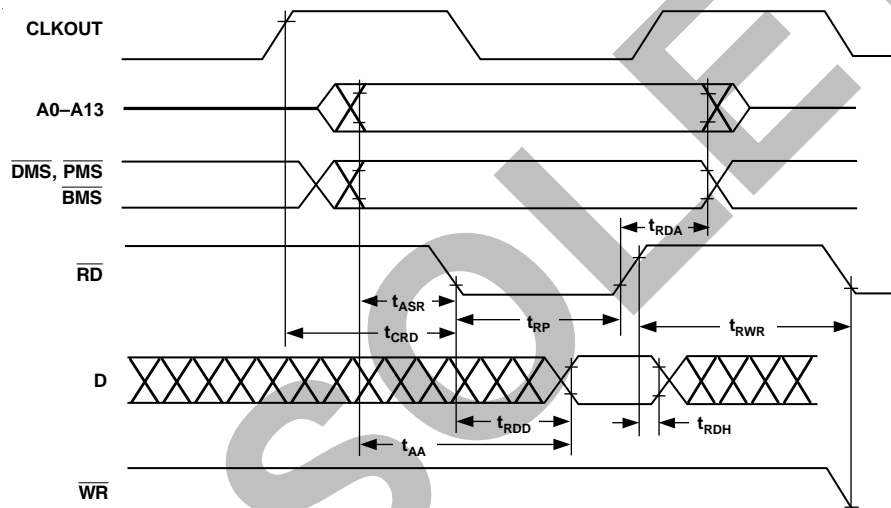 CLKOUT
A0–A13
DMS, PMS
BMS
tRDA
RD
tASR
tRP
tCRD
tRWR
D
tRDD
tRDH
tAA
WR
SOLE